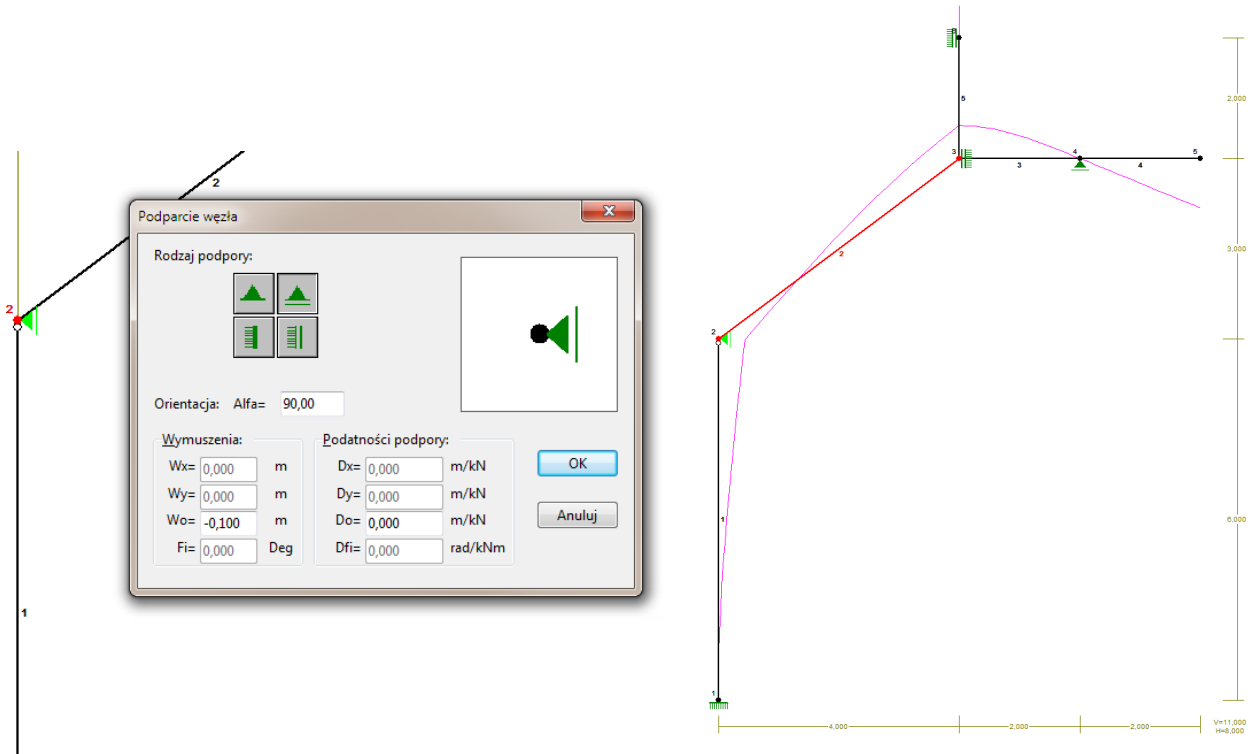 2
2
1
Podparcie węzła
Rodzaj podpory:
Orientacja: Alfa= 90,00
Wymuszenia:
Wx= 0,000 m
Wy= 0,000 m
Wo= -0,100 m
Fi= 0,000 Deg
Podatności podpory:
Dx= 0,000 m/kN
Dy= 0,000 m/kN
Do= 0,000 m/kN
Dfi= 0,000 rad/kNm
OK
Anuluj
5
3
3
4
4
5
2
2
1
1
2,000
3,000
6,000
4,000
2,000
2,000
V=11,000
H=8,000